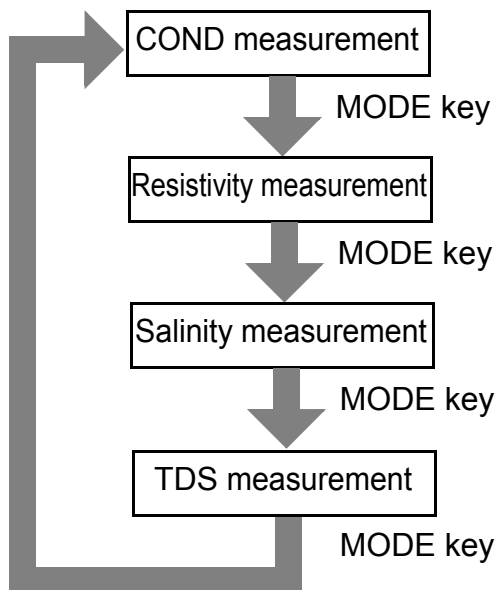 COND measurement
MODE key
Resistivity measurement
MODE key
Salinity measurement
MODE key
TDS measurement
MODE key